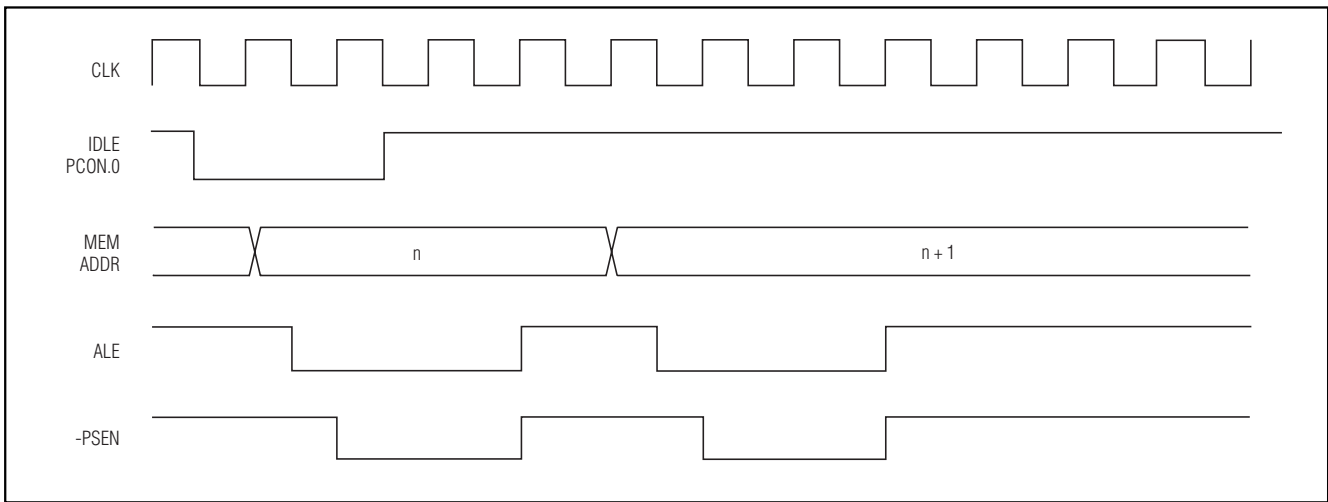 CLK
IDLE
PCON.0
MEM
ADDR
n
n + 1
ALE
-PSEN